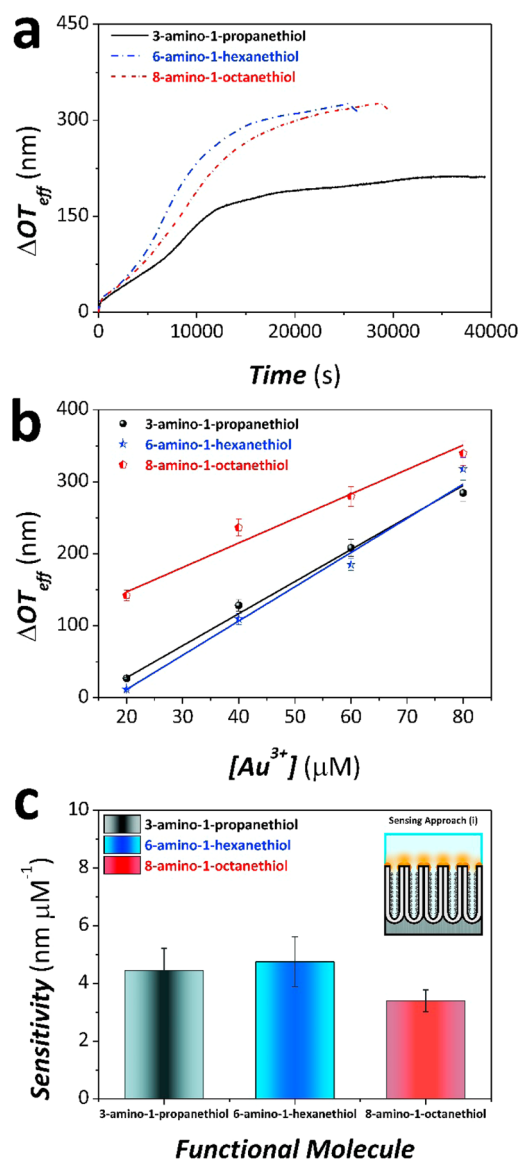 a
3-amino-1-propanethiol
6-amino-1-hexanethiol
8-amino-1-octanethiol
450
300
150
0
ΔOTeff (nm)
0 10000 20000 30000 40000
Time (s)
b
3-amino-1-propanethiol
6-amino-1-hexanethiol
8-amino-1-octanethiol
400
300
200
100
0
ΔOTeff (nm)
20 30 40 50 60 70 80
[Au³⁺] (μM)
c
3-amino-1-propanethiol
6-amino-1-hexanethiol
8-amino-1-octanethiol
Sensing Approach (i)
10
8
6
4
2
0
Sensitivity (nm μM⁻¹)
3-amino-1-propanethiol 6-amino-1-hexanethiol 8-amino-1-octanethiol
Functional Molecule